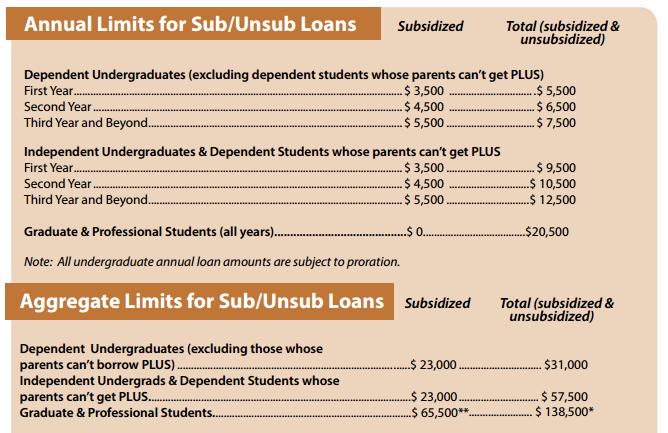 Annual Limits for Sub/Unsub Loans Subsidized Total (subsidized &
unsubsidized)
Dependent Undergraduates (excluding dependent students whose parents can't get PLUS)
First Year....................$ 3,500 ....................$ 5,500
Second Year....................$ 4,500 ....................$ 6,500
Third Year and Beyond....................$ 5,500....................$ 7,500
Independent Undergraduates & Dependent Students whose parents can't get PLUS
First Year....................$ 3,500....................$ 9,500
Second Year....................$ 4,500 ....................$ 10,500
Third Year and Beyond....................$ 5,500....................$ 12,500
Graduate & Professional Students (all years)....................$ 0....................$20,500
Note: All undergraduate annual loan amounts are subject to proration.
Aggregate Limits for Sub/Unsub Loans Subsidized Total (subsidized &
unsubsidized)
Dependent Undergraduates (excluding those whose
parents can't borrow PLUS)....................$ 23,000.................... $31,000
Independent Undergrads & Dependent Students whose
parents can't get PLUS....................$ 23,000.................... $ 57,500
Graduate & Professional Students....................$ 65,500**.................... $ 138,500*